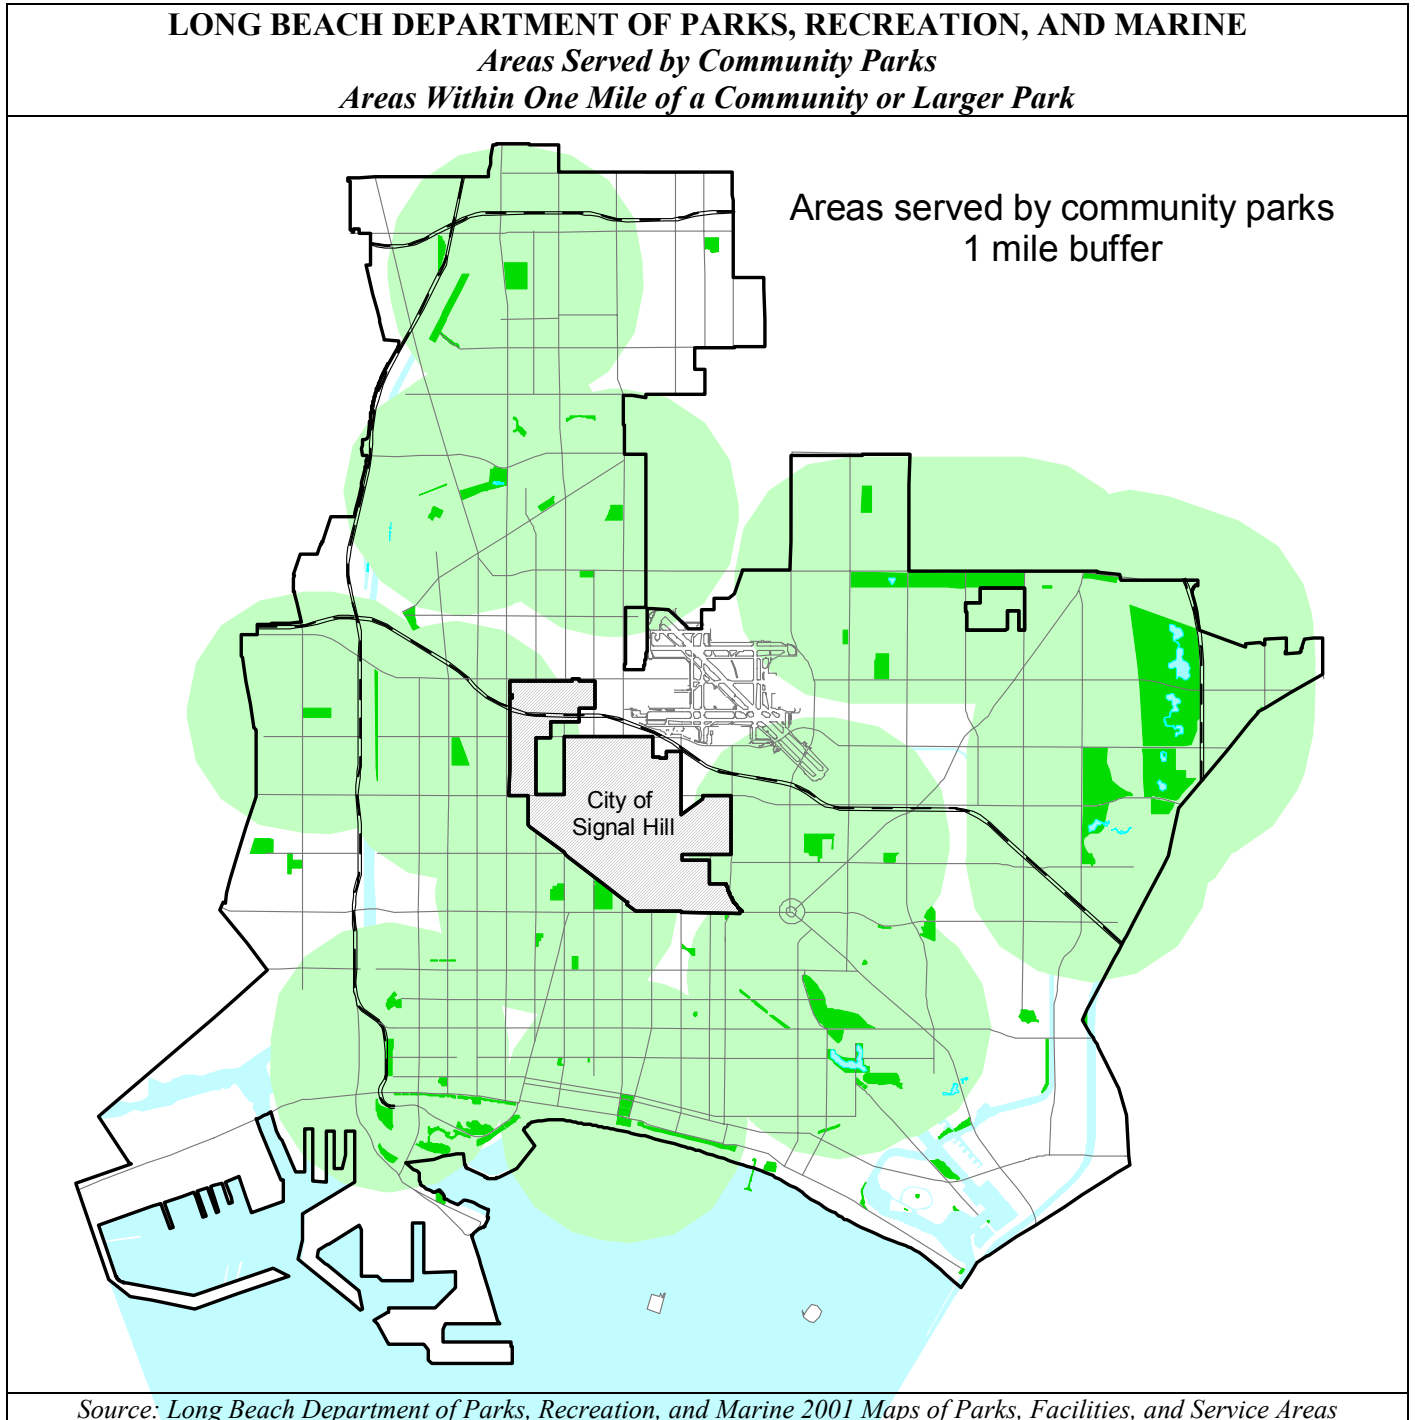 LONG BEACH DEPARTMENT OF PARKS, RECREATION, AND MARINE
Areas Served by Community Parks
Areas Within One Mile of a Community or Larger Park
Areas served by community parks
1 mile buffer
City of
Signal Hill
Source: Long Beach Department of Parks, Recreation, and Marine 2001 Maps of Parks, Facilities, and Service Areas